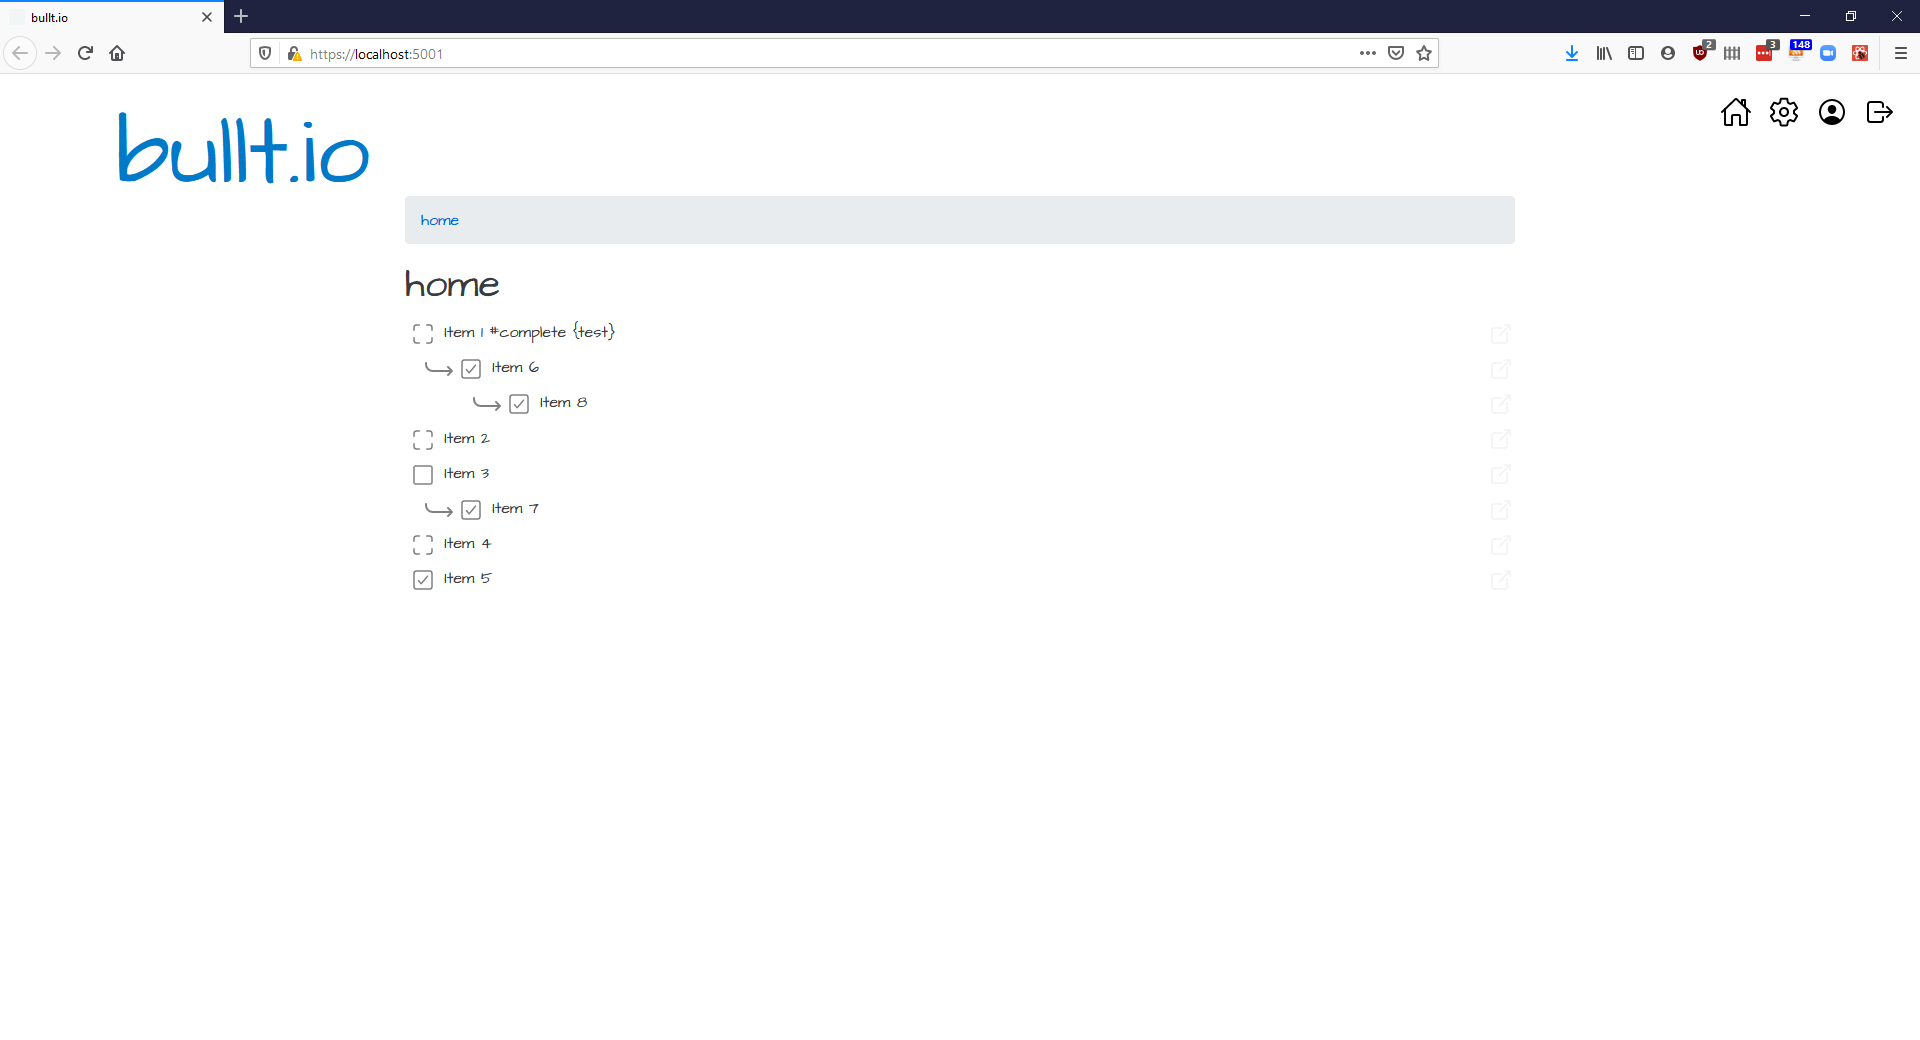 bullt.io
https://localhost:5001
2
3
148
bullt.io
home
home
Item 1 #complete {test}
Item 6
Item 8
Item 2
Item 3
Item 7
Item 4
Item 5